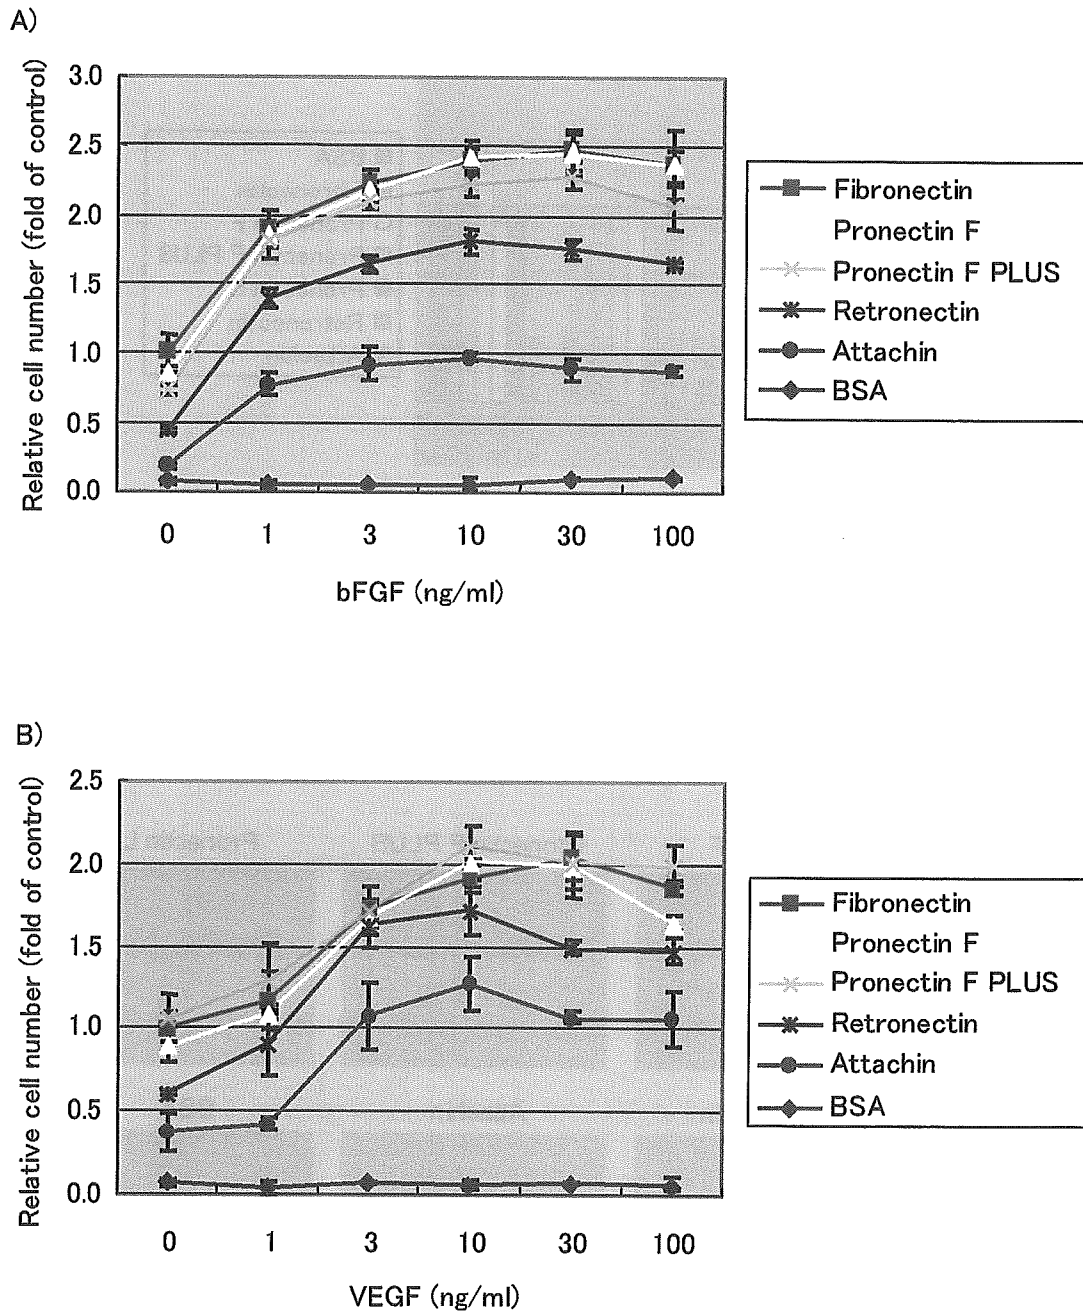 A)
Relative cell number (fold of control)
3.0
2.5
2.0
1.5
1.0
0.5
0.0
0 1 3 10 30 100
bFGF (ng/ml)
Fibronectin
Pronectin F
Pronectin F PLUS
Retronectin
Attachin
BSA
B)
Relative cell number (fold of control)
2.5
2.0
1.5
1.0
0.5
0.0
0 1 3 10 30 100
VEGF (ng/ml)
Fibronectin
Pronectin F
Pronectin F PLUS
Retronectin
Attachin
BSA